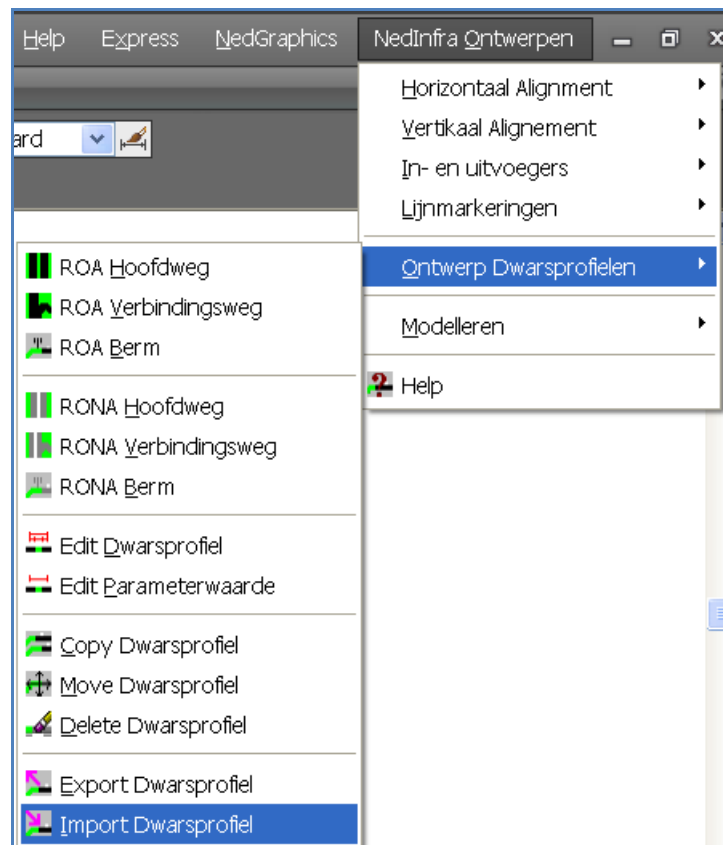 Help Express NedGraphics NedInfra Ontwerpen
Horizontaal Alignment
Vertikaal Alignement
ard
In- en uitvoegers
Lijnmarkeringen
Ontwerp Dwarsprofielen
Modelleren
Help
ROA Hoofdweg
ROA Verbindingsweg
ROA Berm
RONA Hoofdweg
RONA Verbindingsweg
RONA Berm
Edit Dwarsprofiel
Edit Parameterwaarde
Copy Dwarsprofiel
Move Dwarsprofiel
Delete Dwarsprofiel
Export Dwarsprofiel
Import Dwarsprofiel